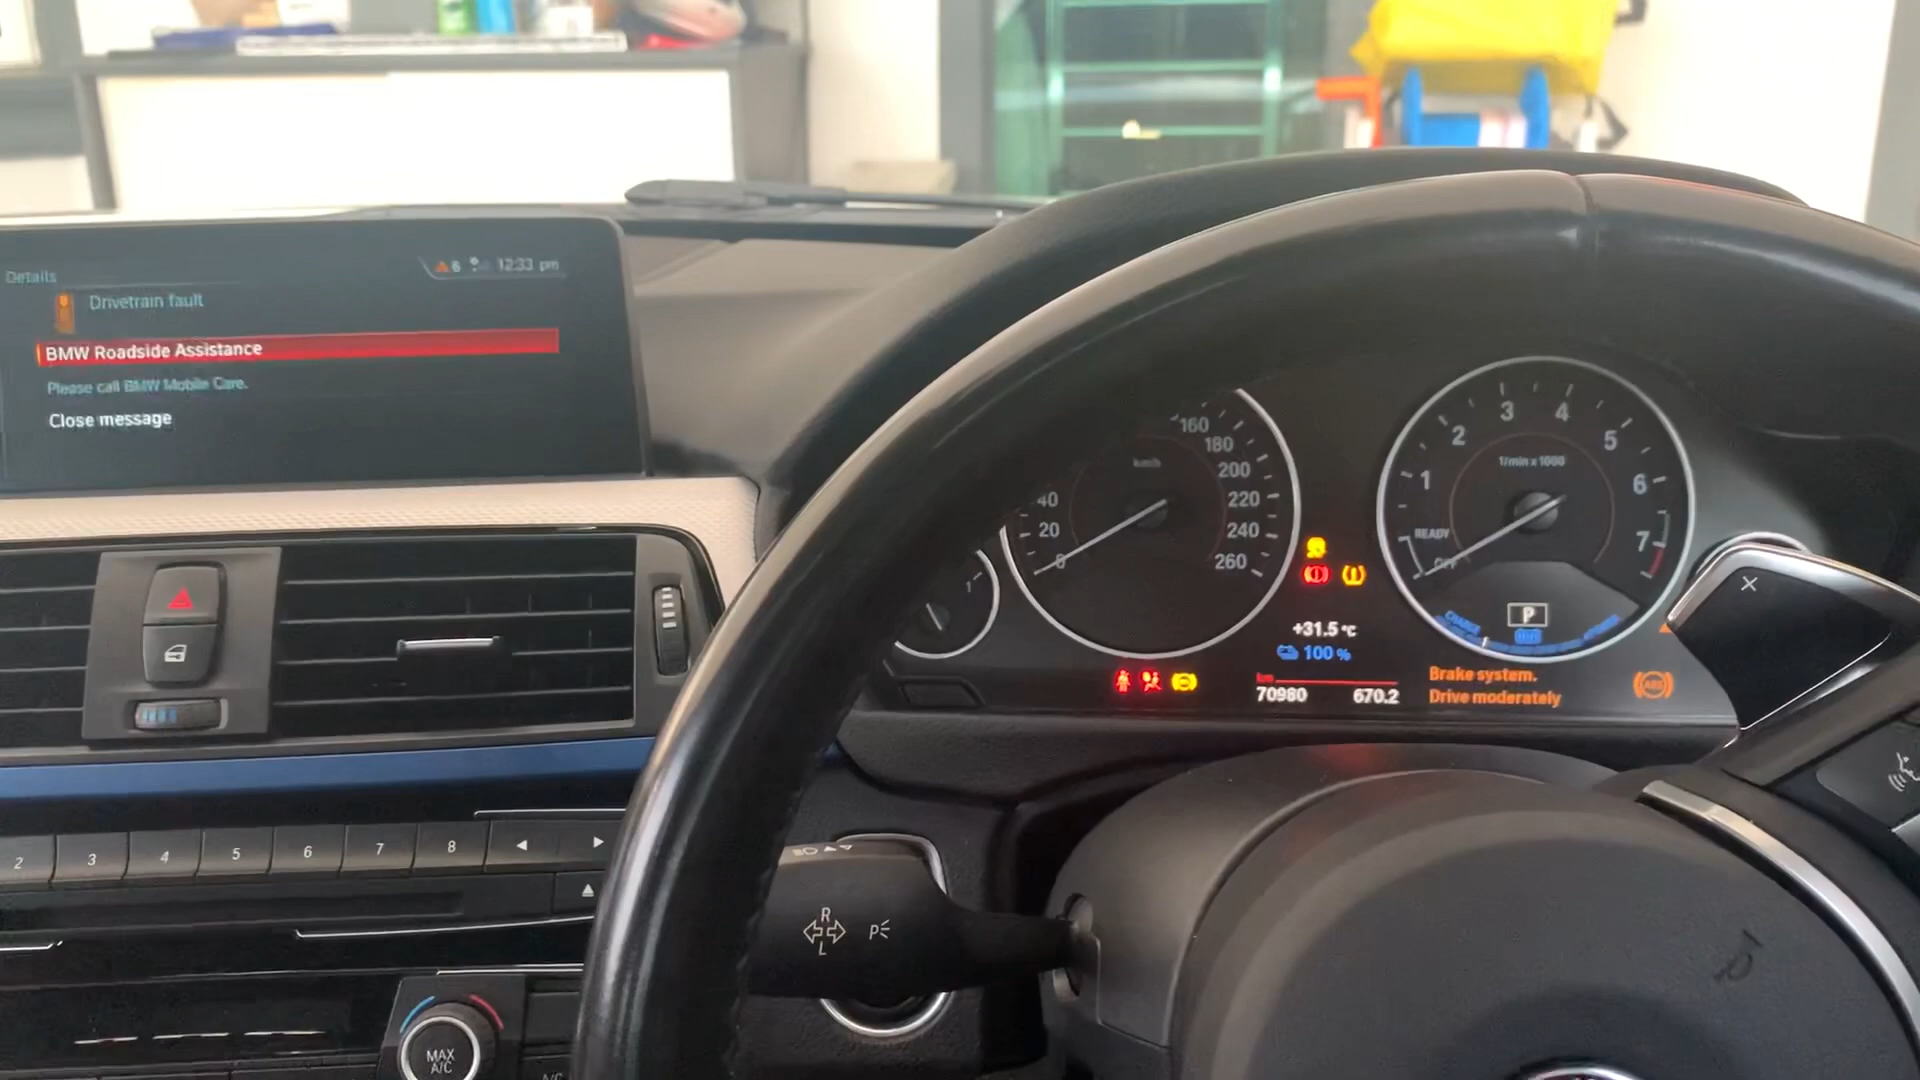 Details
6 12:33 pm
Drivetrain fault
BMW Roadside Assistance
Please call BMW Mobile Care.
Close message
km/h
0
20
40
160
180
200
220
240
260
1/min x 1000
1
2
3
4
5
6
7
READY
OFF
CHARGE
P
+31.5 °C
100 %
km
70980 670.2
Brake system.
Drive moderately
ABS
2 3 4 5 6 7 8
R
L
P
MAX
A/C
A/C